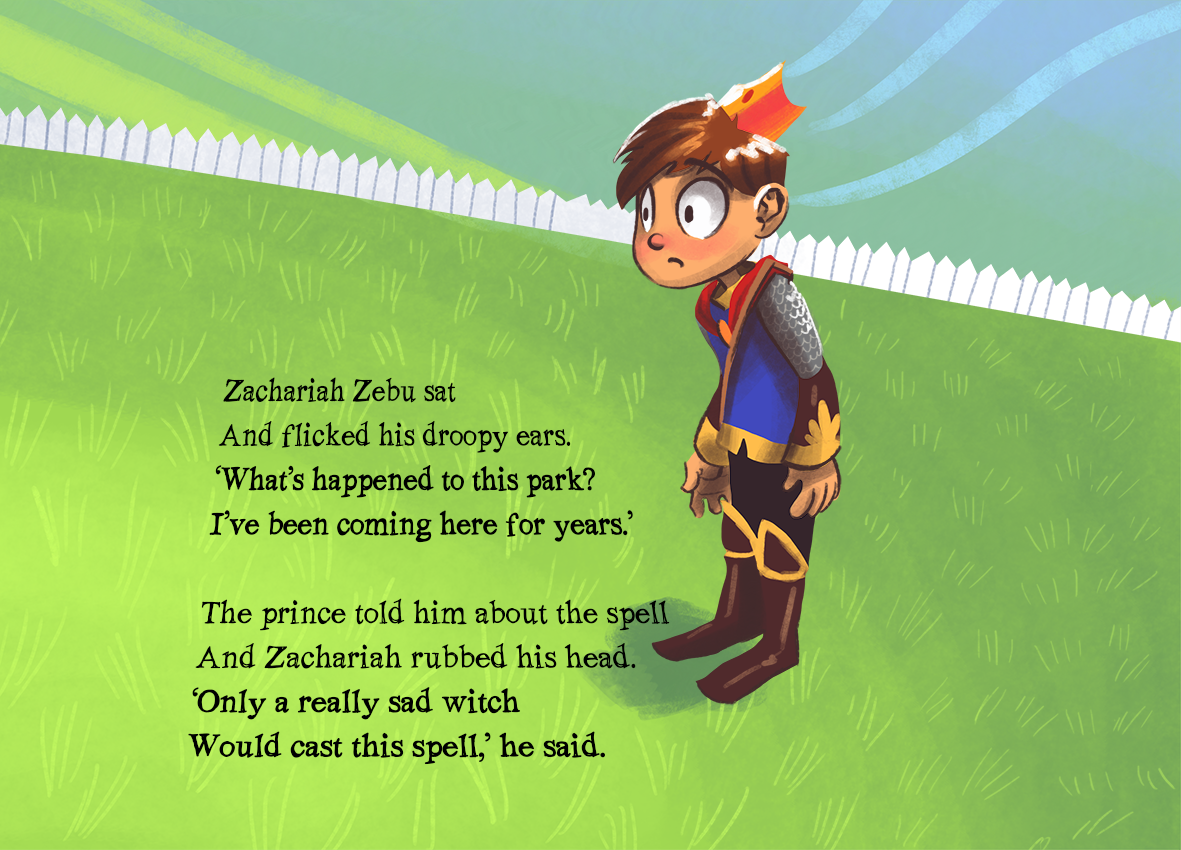 Zachariah Zebu sat
And flicked his droopy ears.
‘What’s happened to this park?
I’ve been coming here for years.’
The prince told him about the spell
And Zachariah rubbed his head.
‘Only a really sad witch
Would cast this spell,’ he said.